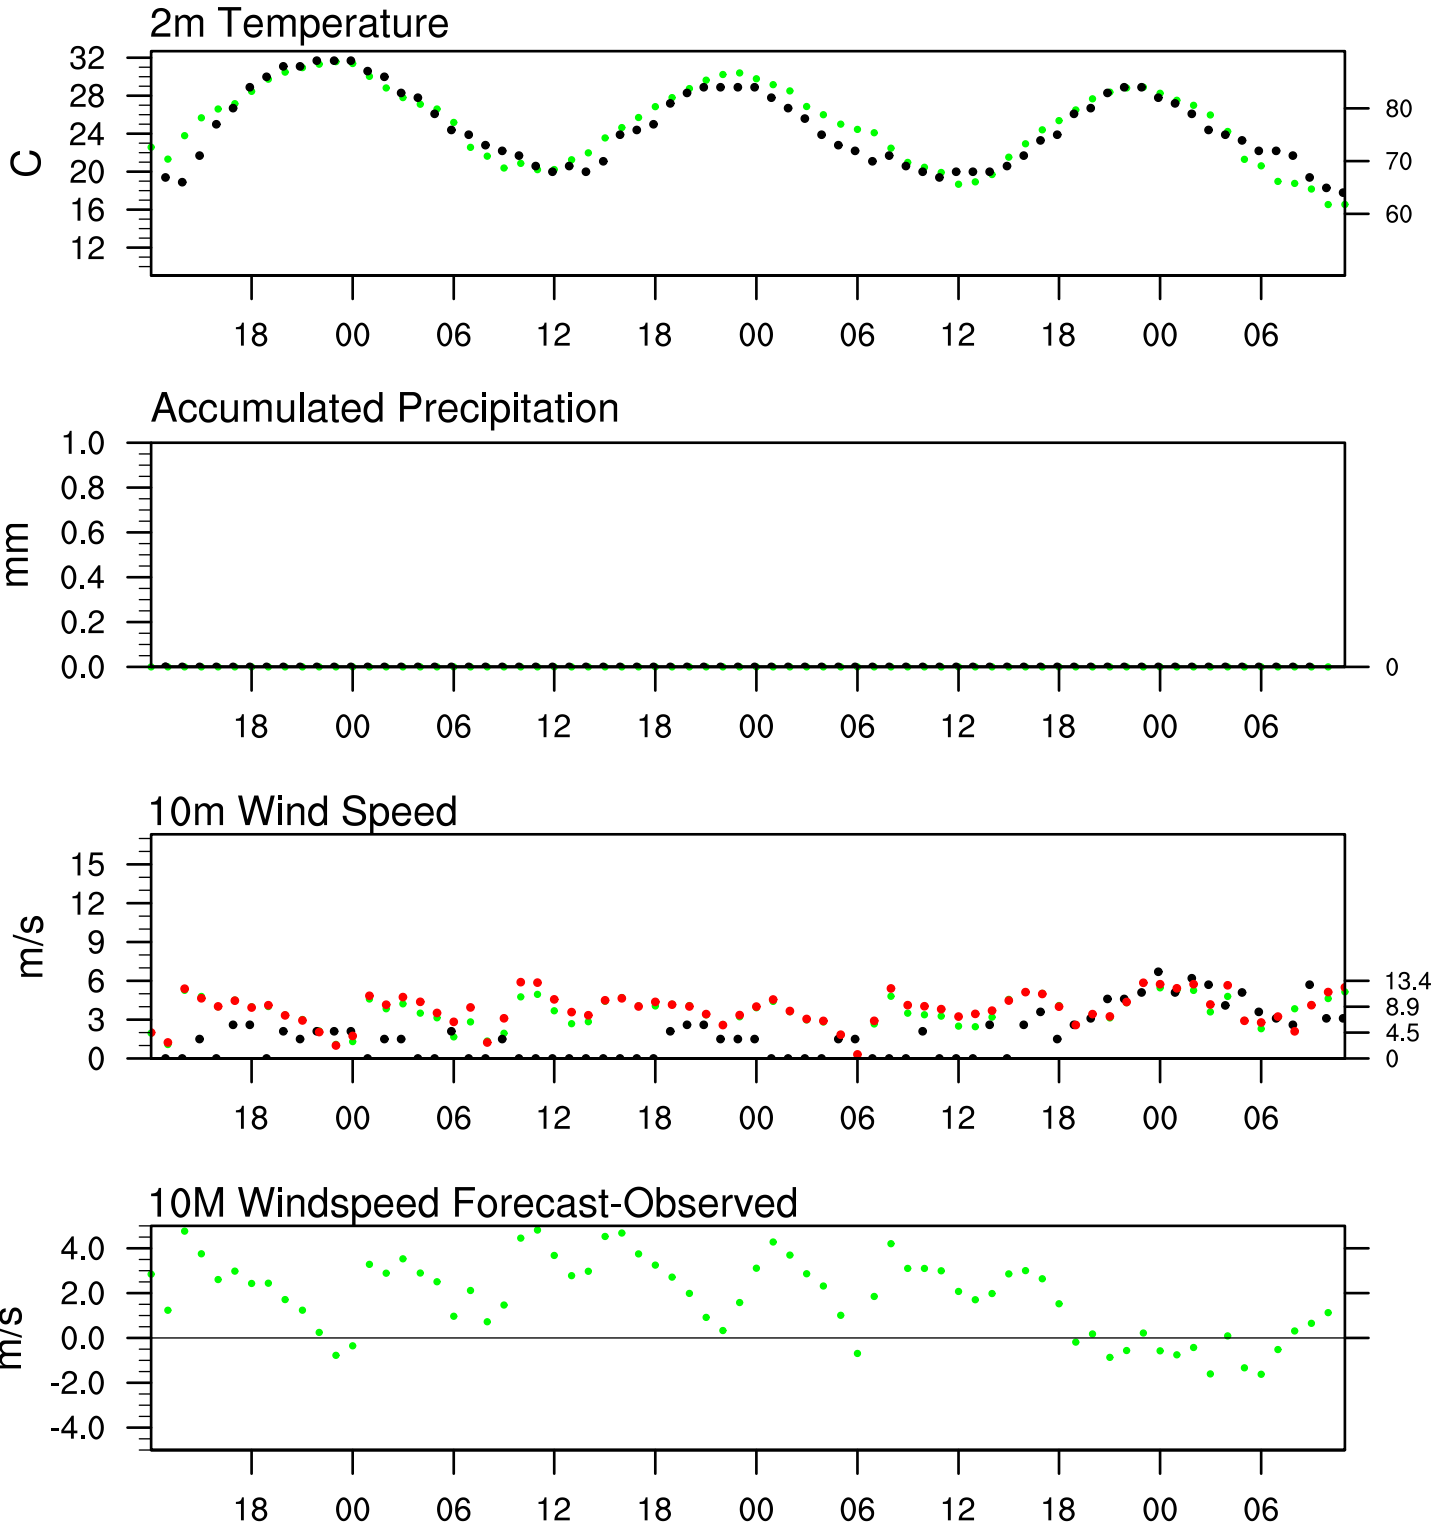 2m Temperature
32
28
24
20
16
12
C
80
70
60
18 00 06 12 18 00 06 12 18 00 06
Accumulated Precipitation
1.0
0.8
0.6
0.4
0.2
0.0
mm
0
18 00 06 12 18 00 06 12 18 00 06
10m Wind Speed
15
12
9
6
3
0
m/s
13.4
8.9
4.5
0
18 00 06 12 18 00 06 12 18 00 06
10M Windspeed Forecast-Observed
4.0
2.0
0.0
-2.0
-4.0
m/s
18 00 06 12 18 00 06 12 18 00 06